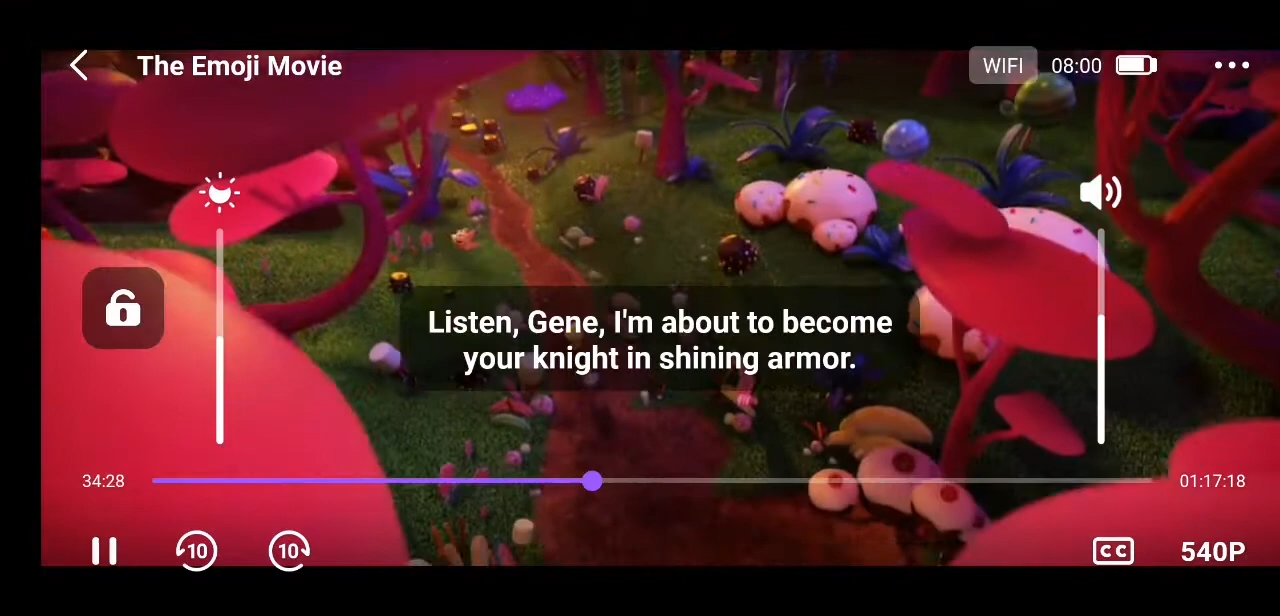 The Emoji Movie
WIFI 08:00
Listen, Gene, I'm about to become
your knight in shining armor.
34:28
01:17:18
10
10
CC
540P